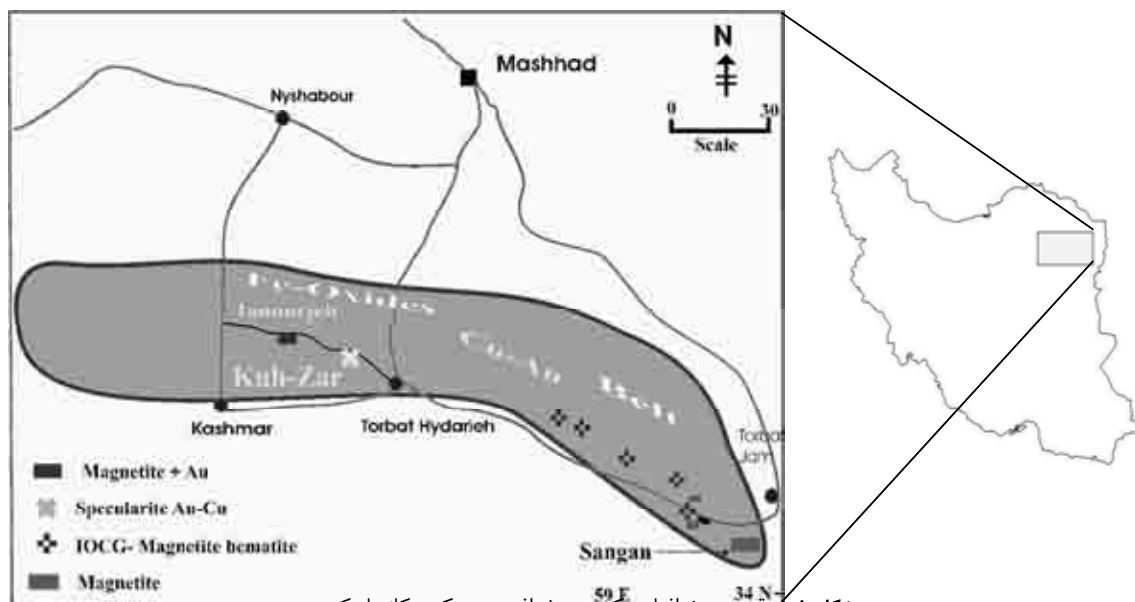 N
Mashhad
Nyshabour
0 30
Scale
Fe-Oxides
Cu-Au
Belt
Kuh-Zar
Kashmar
Torbat Hydarieh
Torbat
Jam
Magnetite + Au
Specularite Au-Cu
IOCG- Magnetite hematite
Magnetite
Sangan
59 E
34 N